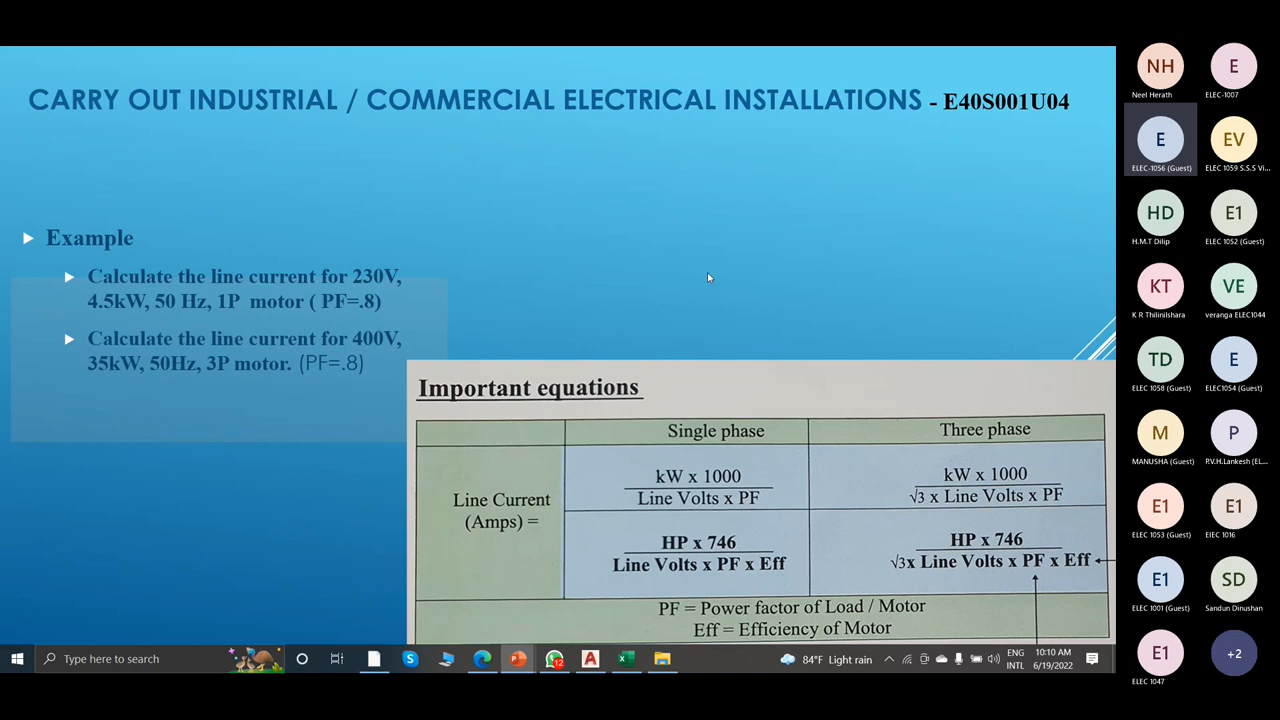 CARRY OUT INDUSTRIAL / COMMERCIAL ELECTRICAL INSTALLATIONS - E40S001U04
Example
Calculate the line current for 230V,
4.5kW, 50 Hz, 1P motor ( PF=.8)
Calculate the line current for 400V,
35kW, 50Hz, 3P motor. (PF=.8)
Important equations
Single phase
Three phase
Line Current
(Amps) =
kW x 1000
Line Volts x PF
kW x 1000
√3 x Line Volts x PF
HP x 746
Line Volts x PF x Eff
HP x 746
√3x Line Volts x PF x Eff
PF = Power factor of Load / Motor
Eff = Efficiency of Motor
NH
Neel Herath
E
ELEC-1007
E
ELEC-1056 (Guest)
EV
ELEC 1059 S.S.S Vi...
HD
H.M.T Dilip
E1
ELEC 1052 (Guest)
KT
K R Thilinilshara
VE
veranga ELEC1044
TD
ELEC 1058 (Guest)
E
ELEC1054 (Guest)
M
MANUSHA (Guest)
P
P.V.H.Lankesh (EL...
E1
ELEC 1053 (Guest)
E1
ElEC 1016
E1
ELEC 1001 (Guest)
SD
Sandun Dinushan
E1
ELEC 1047
+2
Type here to search
12
84°F Light rain
ENG
INTL
10:10 AM
6/19/2022